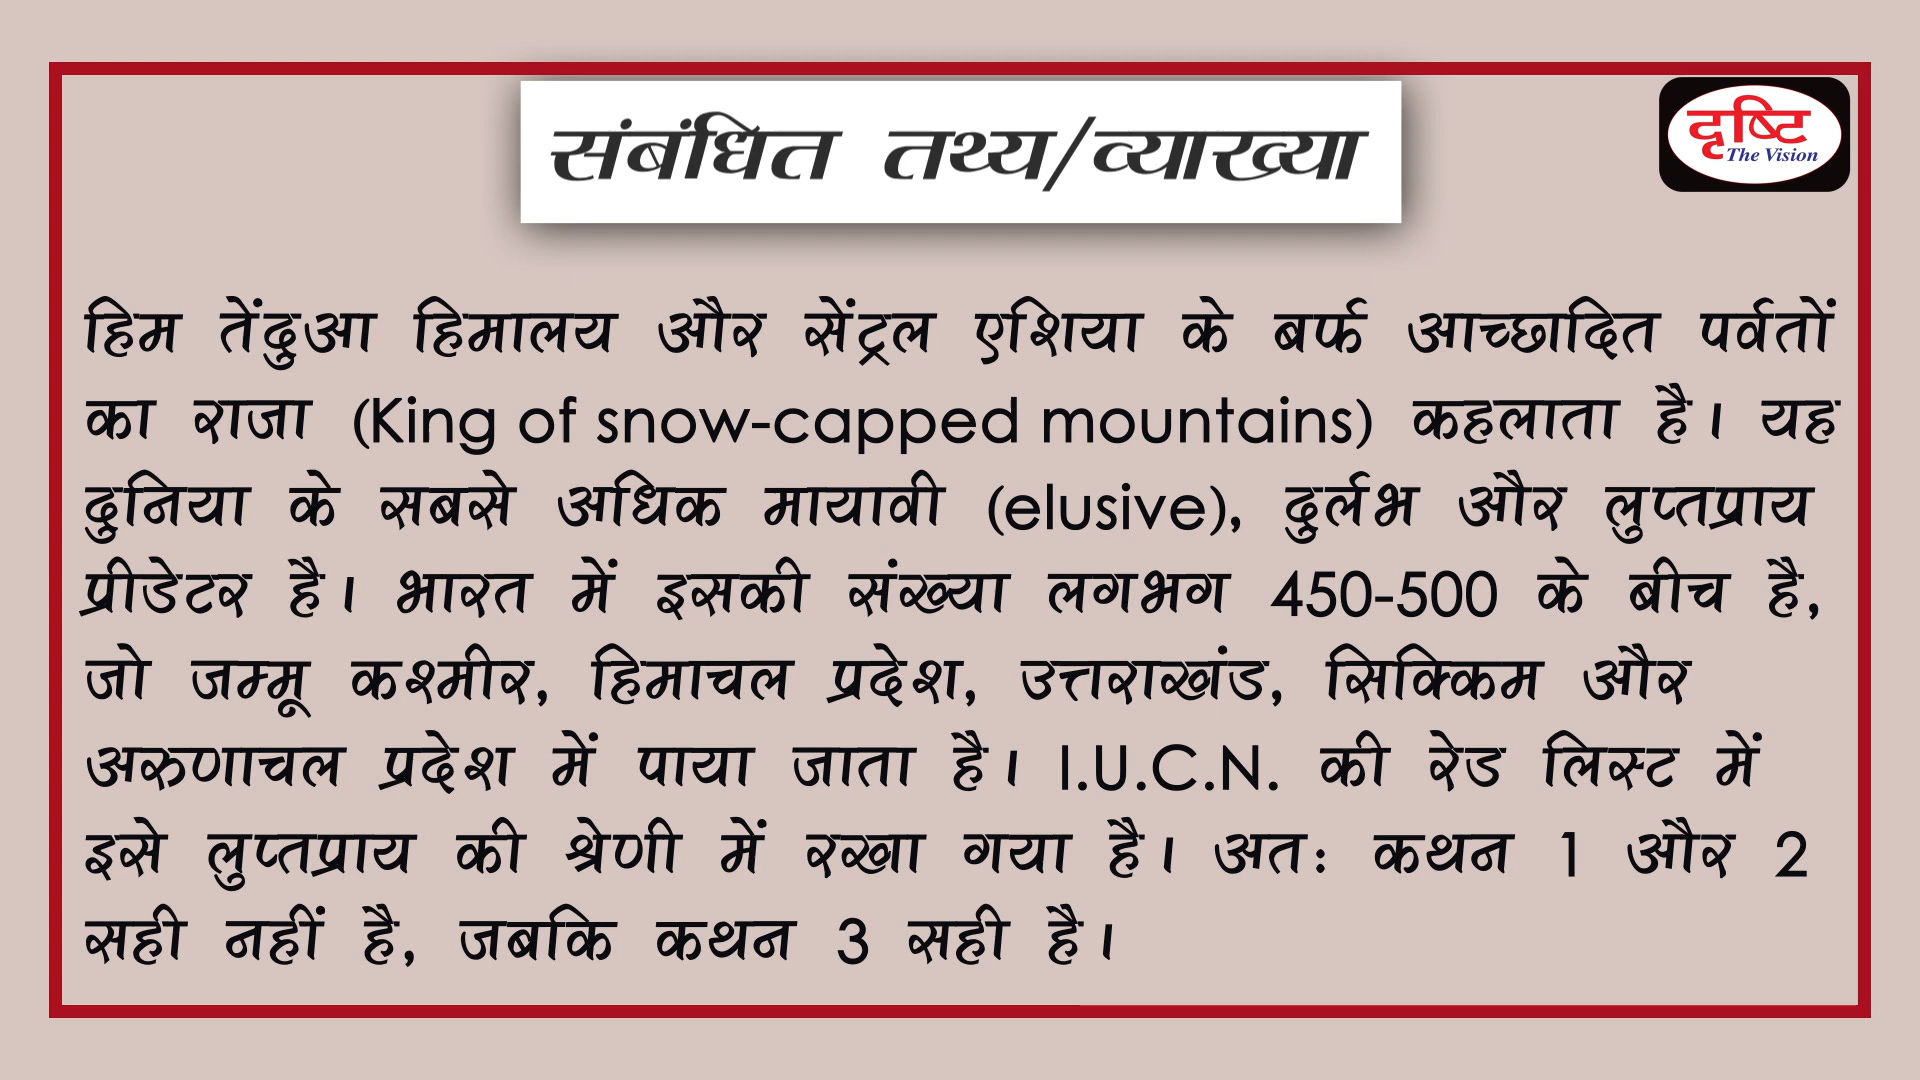 संबंधित तथ्य/व्याख्या
दृष्टि
The Vision
हिम तेंदुआ हिमालय और सेंट्रल एशिया के बर्फ आच्छादित पर्वतों
का राजा (King of snow-capped mountains) कहलाता है। यह
दुनिया के सबसे अधिक मायावी (elusive), दुर्लभ और लुप्तप्राय
प्रीडेटर है। भारत में इसकी संख्या लगभग 450-500 के बीच है,
जो जम्मू कश्मीर, हिमाचल प्रदेश, उत्तराखंड, सिक्किम और
अरुणाचल प्रदेश में पाया जाता है। I.U.C.N. की रेड लिस्ट में
इसे लुप्तप्राय की श्रेणी में रखा गया है। अतः कथन 1 और 2
सही नहीं है, जबकि कथन 3 सही है।